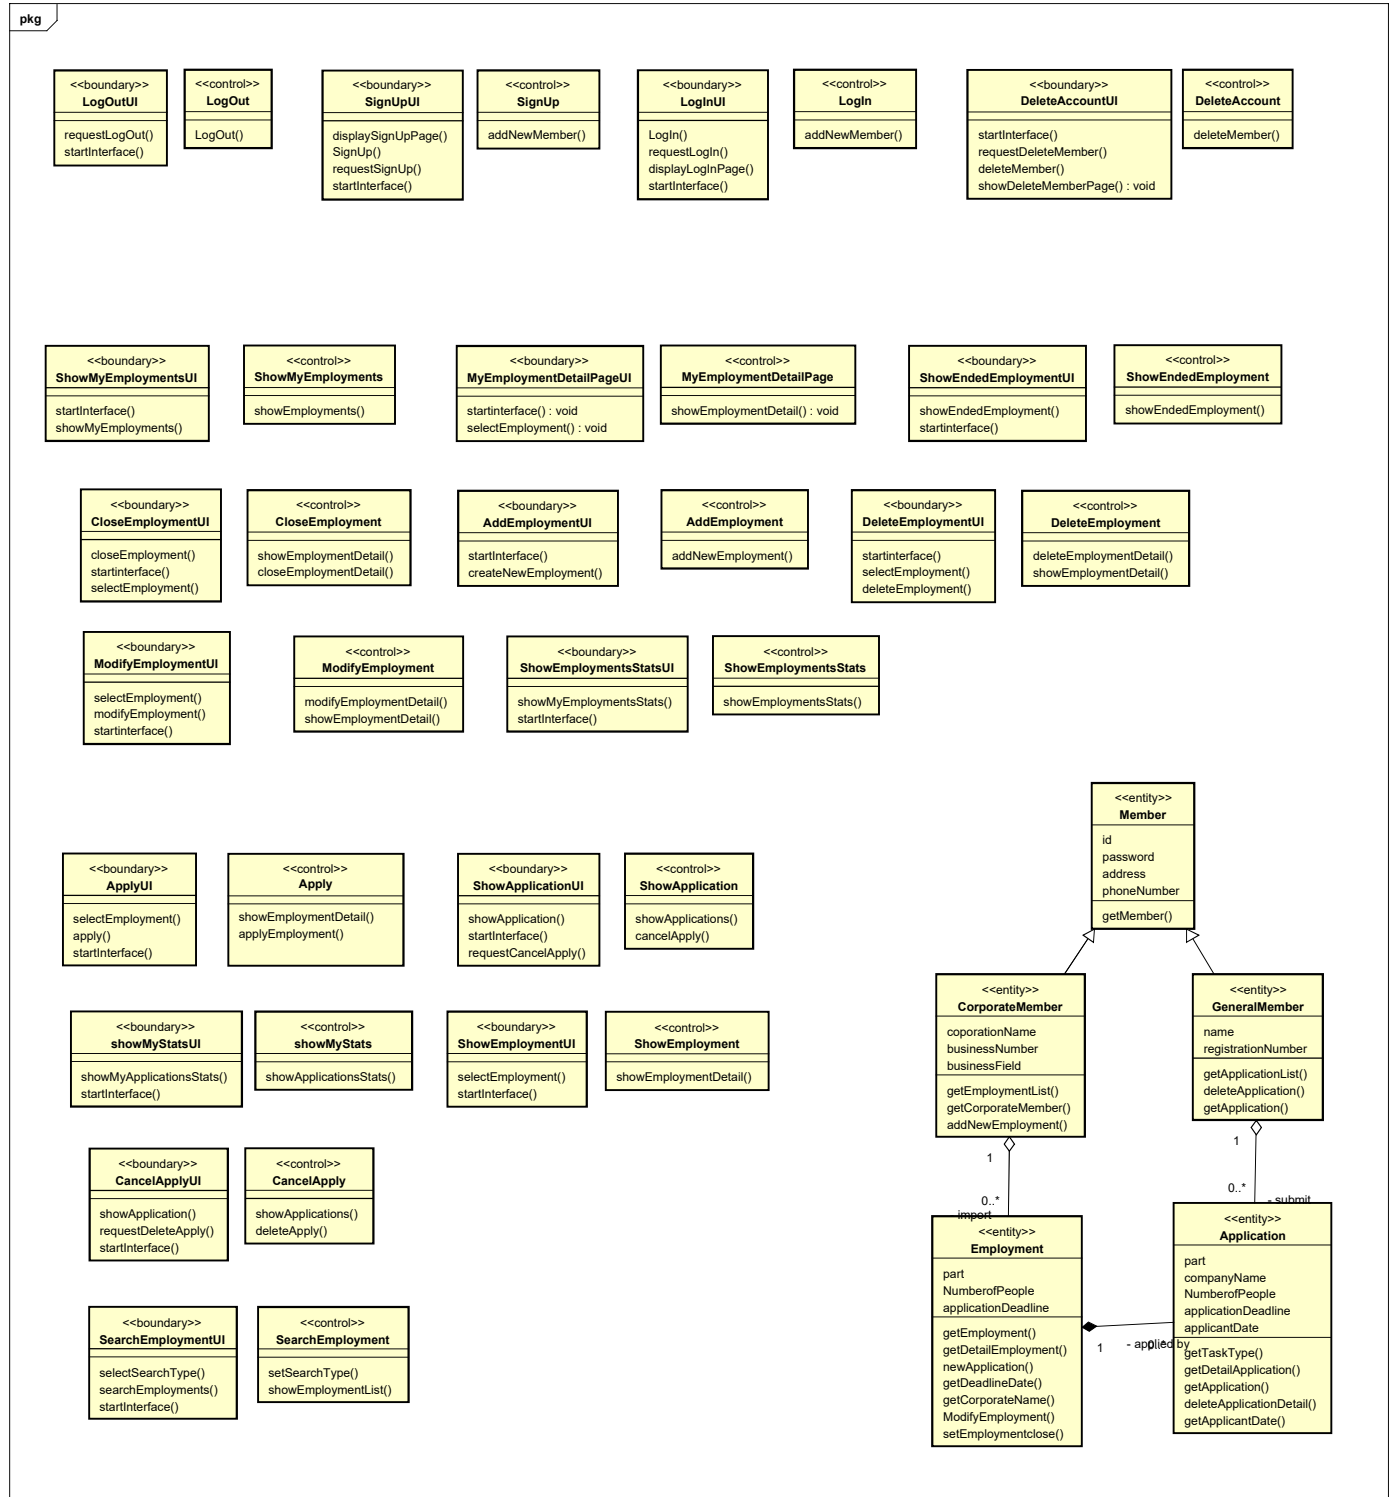 pkg
<<boundary>>
LogOutUI
requestLogOut()
startInterface()
<<control>>
LogOut
LogOut()
<<boundary>>
SignUpUI
displaySignUpPage()
SignUp()
requestSignUp()
startInterface()
<<control>>
SignUp
addNewMember()
<<boundary>>
LogInUI
LogIn()
requestLogIn()
displayLogInPage()
startInterface()
<<control>>
LogIn
addNewMember()
<<boundary>>
DeleteAccountUI
startInterface()
requestDeleteMember()
deleteMember()
showDeleteMemberPage() : void
<<control>>
DeleteAccount
deleteMember()
<<boundary>>
ShowMyEmploymentsUI
startInterface()
showMyEmployments()
<<control>>
ShowMyEmployments
showEmployments()
<<boundary>>
MyEmploymentDetailPageUI
startinterface() : void
selectEmployment() : void
<<control>>
MyEmploymentDetailPage
showEmploymentDetail() : void
<<boundary>>
ShowEndedEmploymentUI
showEndedEmployment()
startinterface()
<<control>>
ShowEndedEmployment
showEndedEmployment()
<<boundary>>
CloseEmploymentUI
closeEmployment()
startinterface()
selectEmployment()
<<control>>
CloseEmployment
showEmploymentDetail()
closeEmploymentDetail()
<<boundary>>
AddEmploymentUI
startInterface()
createNewEmployment()
<<control>>
AddEmployment
addNewEmployment()
<<boundary>>
DeleteEmploymentUI
startinterface()
selectEmployment()
deleteEmployment()
<<control>>
DeleteEmployment
deleteEmploymentDetail()
showEmploymentDetail()
<<boundary>>
ModifyEmploymentUI
selectEmployment()
modifyEmployment()
startinterface()
<<control>>
ModifyEmployment
modifyEmploymentDetail()
showEmploymentDetail()
<<boundary>>
ShowEmploymentsStatsUI
showMyEmploymentsStats()
startInterface()
<<control>>
ShowEmploymentsStats
showEmploymentsStats()
<<entity>>
Member
id
password
address
phoneNumber
getMember()
<<boundary>>
ApplyUI
selectEmployment()
apply()
startInterface()
<<control>>
Apply
showEmploymentDetail()
applyEmployment()
<<boundary>>
ShowApplicationUI
showApplication()
startInterface()
requestCancelApply()
<<control>>
ShowApplication
showApplications()
cancelApply()
<<entity>>
CorporateMember
coporationName
businessNumber
businessField
getEmploymentList()
getCorporateMember()
addNewEmployment()
<<entity>>
GeneralMember
name
registrationNumber
getApplicationList()
deleteApplication()
getApplication()
<<boundary>>
showMyStatsUI
showMyApplicationsStats()
startInterface()
<<control>>
showMyStats
showApplicationsStats()
<<boundary>>
ShowEmploymentUI
selectEmployment()
startInterface()
<<control>>
ShowEmployment
showEmploymentDetail()
<<boundary>>
CancelApplyUI
showApplication()
requestDeleteApply()
startInterface()
<<control>>
CancelApply
showApplications()
deleteApply()
1
0..*
- import
1
0..*
- submit
<<entity>>
Employment
part
NumberofPeople
applicationDeadline
getEmployment()
getDetailEmployment()
newApplication()
getDeadlineDate()
getCorporateName()
ModifyEmployment()
setEmploymentclose()
1
- applied by
0..*
<<entity>>
Application
part
companyName
NumberofPeople
applicationDeadline
applicantDate
getTaskType()
getDetailApplication()
getApplication()
deleteApplicationDetail()
getApplicantDate()
<<boundary>>
SearchEmploymentUI
selectSearchType()
searchEmployments()
startInterface()
<<control>>
SearchEmployment
setSearchType()
showEmploymentList()